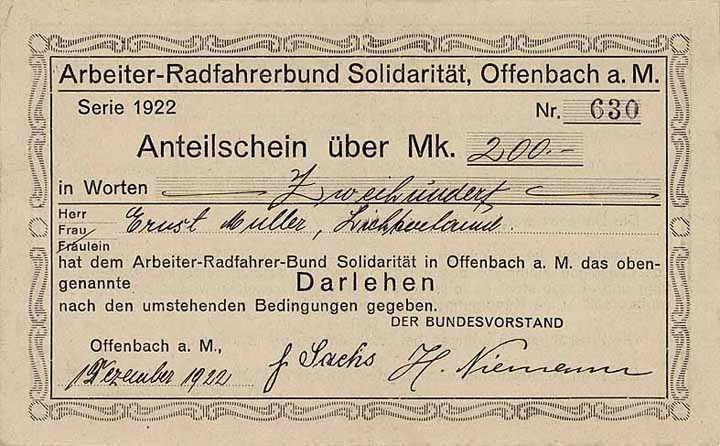 Arbeiter-Radfahrerbund Solidarität, Offenbach a. M.
Serie 1922 Nr. 630
Anteilschein über Mk. 200.-
in Worten Zweihundert
Herr
Frau Ernst Müller,
Fräulein
hat dem Arbeiter-Radfahrer-Bund Solidarität in Offenbach a. M. das oben-
genannte Darlehen
nach den umstehenden Bedingungen gegeben.
DER BUNDESVORSTAND
Offenbach a. M.,
Dezember 1922 Sachs H. Niemann